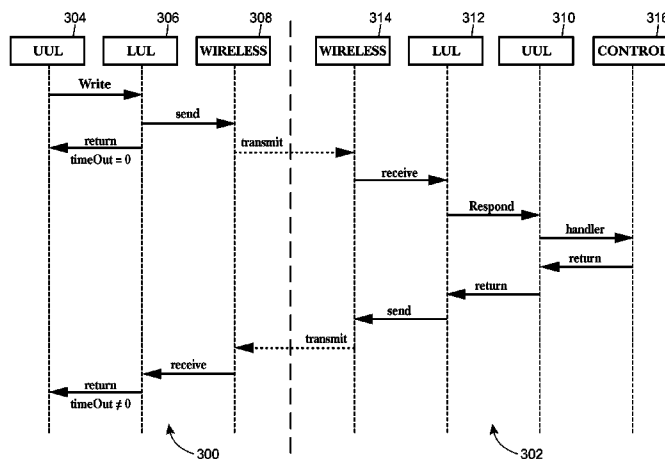 304 306 308 314 312 310 316
UUL LUL WIRELESS WIRELESS LUL UUL CONTROL
Write
send
return
timeOut = 0
transmit
receive
Respond
handler
return
return
send
transmit
receive
return
timeOut ≠ 0
300
302